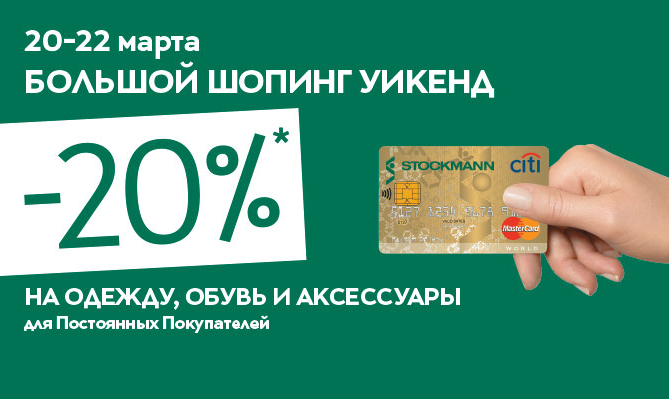 20-22 марта
БОЛЬШОЙ ШОПИНГ УИКЕНД
-20%*
STOCKMANN citi
MasterCard
WORLD
НА ОДЕЖДУ, ОБУВЬ И АКСЕССУАРЫ
для Постоянных Покупателей